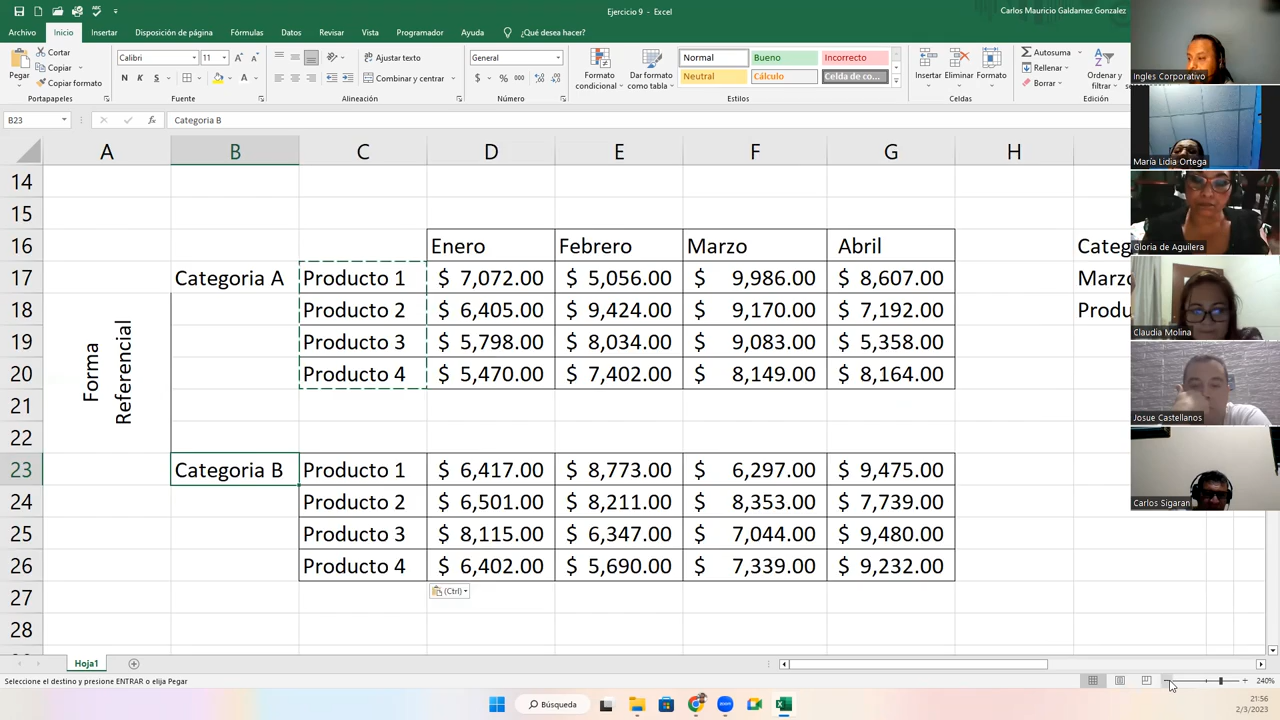 Ejercicio 9 - Excel
Carlos Mauricio Galdamez Gonzalez
Archivo Inicio Insertar Disposición de página Fórmulas Datos Revisar Vista Programador Ayuda ¿Qué desea hacer?
Pegar
Cortar
Copiar
Copiar formato
Portapapeles
Calibri 11
N K S
Fuente
Ajustar texto
Combinar y centrar
Alineación
General
$ % 000
Número
Formato condicional
Dar formato como tabla
Normal Bueno Incorrecto
Neutral Cálculo Celda de co...
Estilos
Insertar Eliminar Formato
Celdas
Autosuma
Rellenar
Borrar
Ordenar y filtrar
Edición
B23 fx Categoria B
A B C D E F G H
14
15
16 Enero Febrero Marzo Abril Categ
17 Categoria A Producto 1 $ 7,072.00 $ 5,056.00 $ 9,986.00 $ 8,607.00 Marzo
18 Producto 2 $ 6,405.00 $ 9,424.00 $ 9,170.00 $ 7,192.00 Produ
19 Producto 3 $ 5,798.00 $ 8,034.00 $ 9,083.00 $ 5,358.00
20 Producto 4 $ 5,470.00 $ 7,402.00 $ 8,149.00 $ 8,164.00
21
22
Forma
Referencial
23 Categoria B Producto 1 $ 6,417.00 $ 8,773.00 $ 6,297.00 $ 9,475.00
24 Producto 2 $ 6,501.00 $ 8,211.00 $ 8,353.00 $ 7,739.00
25 Producto 3 $ 8,115.00 $ 6,347.00 $ 7,044.00 $ 9,480.00
26 Producto 4 $ 6,402.00 $ 5,690.00 $ 7,339.00 $ 9,232.00
27 (Ctrl)
28
Hoja1
Seleccione el destino y presione ENTRAR o elija Pegar
240%
Búsqueda
21:56
2/3/2023
Ingles Corporativo
María Lidia Ortega
Gloria de Aguilera
Claudia Molina
Josue Castellanos
Carlos Sigaran